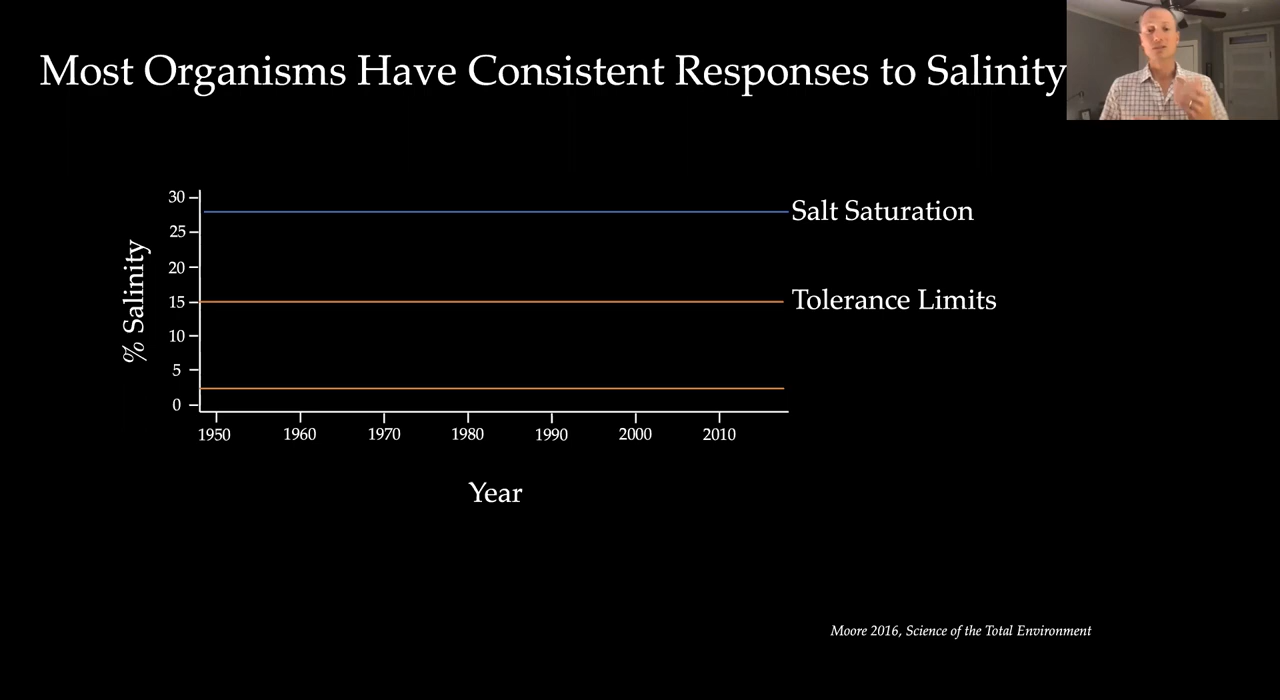 Most Organisms Have Consistent Responses to Salinity
30
Salt Saturation
25
20
15
Tolerance Limits
10
5
0
% Salinity
1950 1960 1970 1980 1990 2000 2010
Year
Moore 2016, Science of the Total Environment